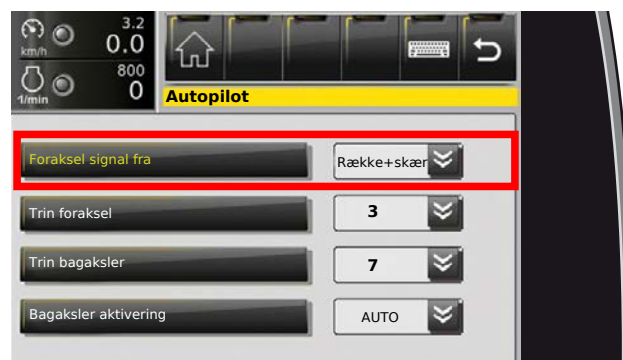 3.2
km/h 0.0
800
1/min 0
Autopilot
Foraksel signal fra Række+skær
Trin foraksel 3
Trin bagaksler 7
Bagaksler aktivering AUTO